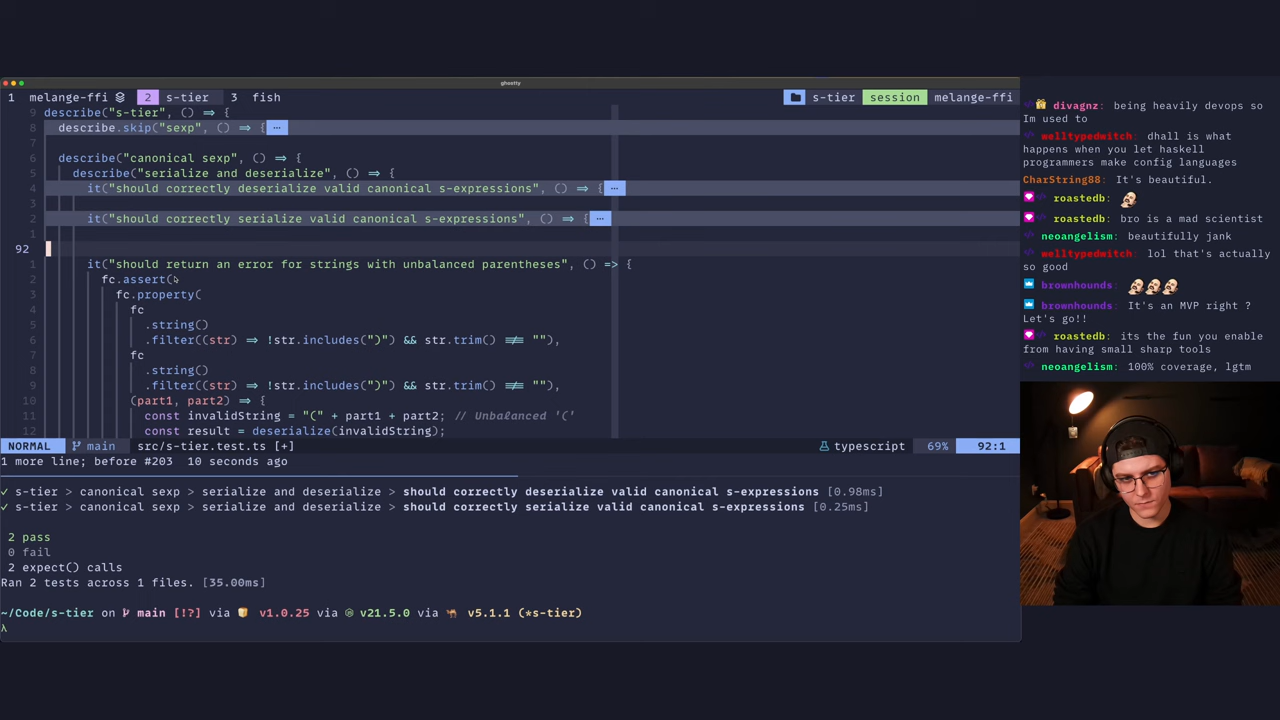 ghostty
1 melange-ffi 2 s-tier 3 fish s-tier session melange-ffi
9 describe("s-tier", () => {
8 describe.skip("sexp", () => { ···
7
6 describe("canonical sexp", () => {
5 describe("serialize and deserialize", () => {
4 it("should correctly deserialize valid canonical s-expressions", () => { ···
3
2 it("should correctly serialize valid canonical s-expressions", () => { ···
1
92
1 it("should return an error for strings with unbalanced parentheses", () => {
2 fc.assert(
3 fc.property(
4 fc
5 .string()
6 .filter((str) => !str.includes(")") && str.trim() !== ""),
7 fc
8 .string()
9 .filter((str) => !str.includes(")") && str.trim() !== ""),
10 (part1, part2) => {
11 const invalidString = "(" + part1 + part2; // Unbalanced '('
12 const result = deserialize(invalidString);
NORMAL main src/s-tier.test.ts [+] typescript 69% 92:1
1 more line; before #203 10 seconds ago
✓ s-tier > canonical sexp > serialize and deserialize > should correctly deserialize valid canonical s-expressions [0.98ms]
✓ s-tier > canonical sexp > serialize and deserialize > should correctly serialize valid canonical s-expressions [0.25ms]
2 pass
0 fail
2 expect() calls
Ran 2 tests across 1 files. [35.00ms]
~/Code/s-tier on main [!?] via v1.0.25 via v21.5.0 via v5.1.1 (*s-tier)
λ
divagnz: being heavily devops so
Im used to
welltypedwitch: dhall is what
happens when you let haskell
programmers make config languages
CharString88: It's beautiful.
roastedb:
roastedb: bro is a mad scientist
neoangelism: beautifully jank
welltypedwitch: lol that's actually
so good
brownhounds:
brownhounds: It's an MVP right ?
Let's go!!
roastedb: its the fun you enable
from having small sharp tools
neoangelism: 100% coverage, lgtm